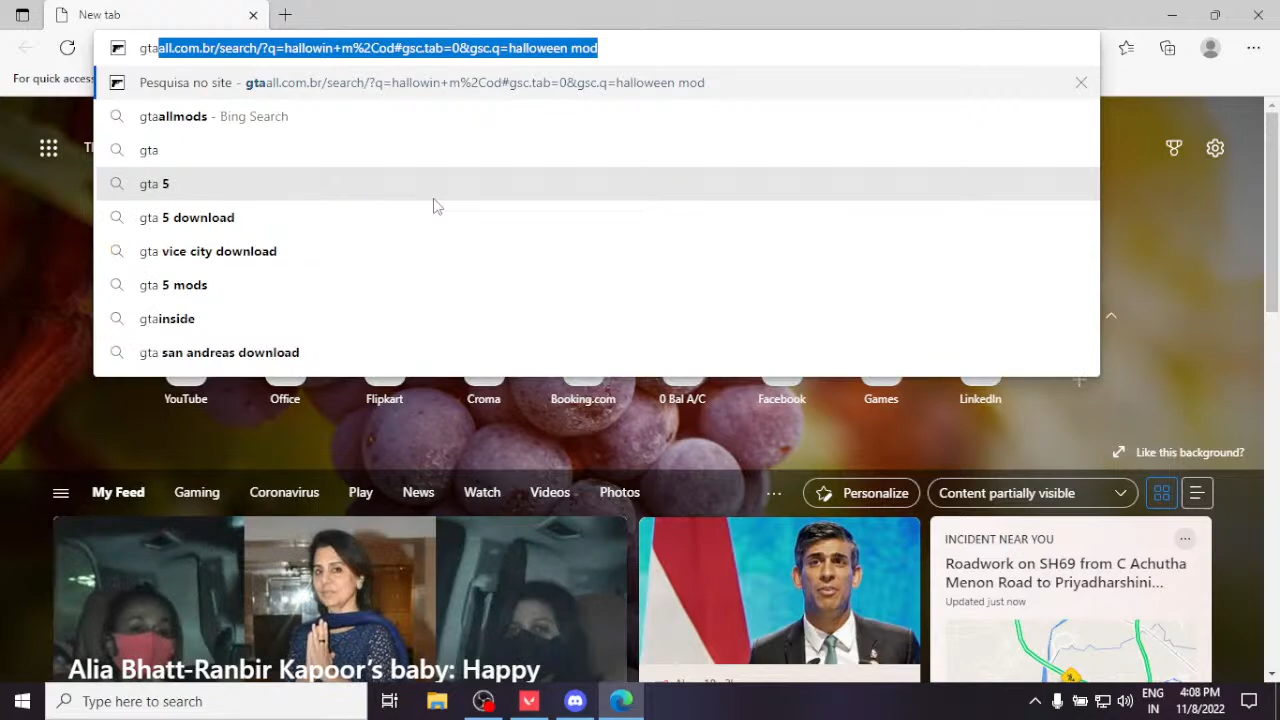 New tab
gtaall.com.br/search/?q=hallowin+m%2Cod#gsc.tab=0&gsc.q=halloween mod
For quick access
Pesquisa no site - gtaall.com.br/search/?q=hallowin+m%2Cod#gsc.tab=0&gsc.q=halloween mod
gtaallmods - Bing Search
gta
gta 5
gta 5 download
gta vice city download
gta 5 mods
gtainside
gta san andreas download
YouTube Office Flipkart Croma Booking.com 0 Bal A/C Facebook Games LinkedIn
Like this background?
My Feed Gaming Coronavirus Play News Watch Videos Photos ... Personalize Content partially visible
INCIDENT NEAR YOU
Roadwork on SH69 from C Achutha
Menon Road to Priyadharshini...
Updated just now
Alia Bhatt-Ranbir Kapoor's baby: Happy
Type here to search
ENG
IN
4:08 PM
11/8/2022